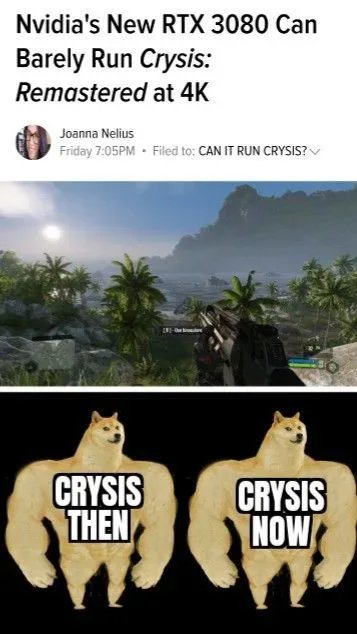 Nvidia's New RTX 3080 Can
Barely Run Crysis:
Remastered at 4K
Joanna Nelius
Friday 7:05PM • Filed to: CAN IT RUN CRYSIS?
CRYSIS
THEN
CRYSIS
NOW